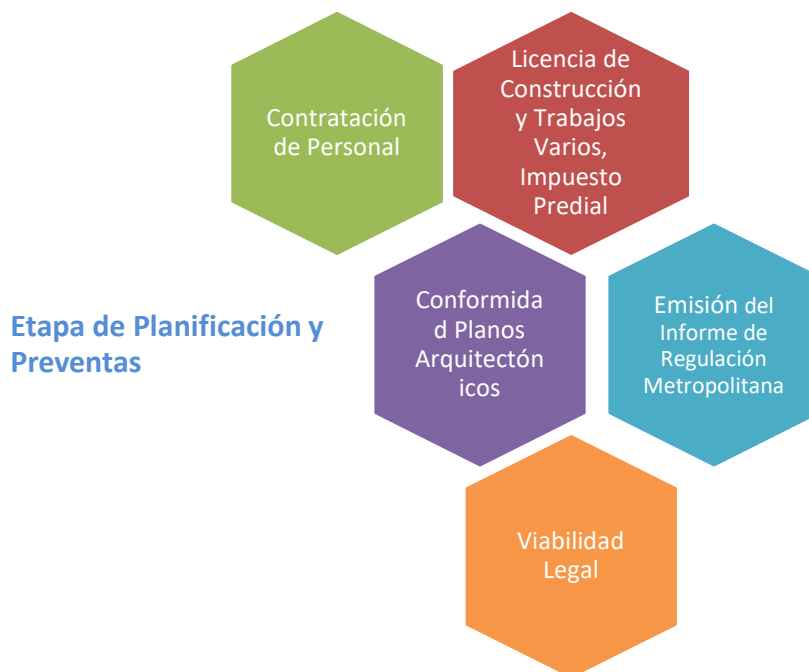 Contratación
de Personal
Licencia de
Construcción
y Trabajos
Varios,
Impuesto
Predial
Etapa de Planificación y
Preventas
Conformida
d Planos
Arquitectón
icos
Emisión del
Informe de
Regulación
Metropolitana
Viabilidad
Legal